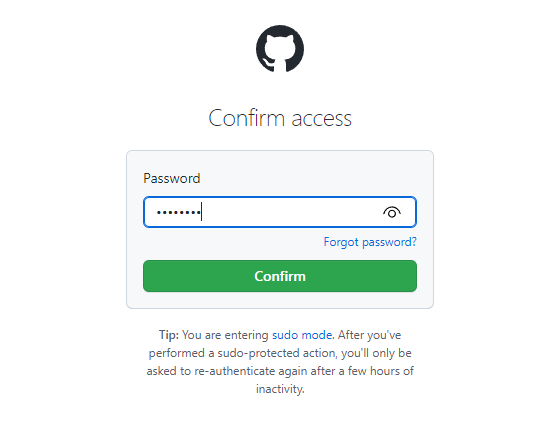 Confirm access
Password
••••••••
Forgot password?
Confirm
Tip: You are entering sudo mode. After you've
performed a sudo-protected action, you'll only be
asked to re-authenticate again after a few hours of
inactivity.